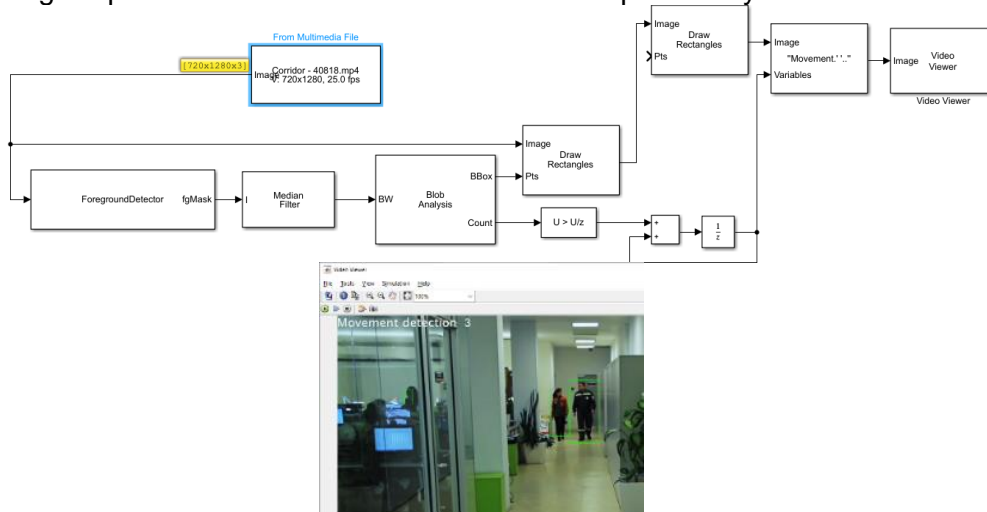 From Multimedia File
[720x1280x3]
Image
Corridor - 40818.mp4
V: 720x1280, 25.0 fps
Image
Draw
Rectangles
Pts
Image
"Movement.' '.."
Variables
Image
Video
Viewer
Video Viewer
Image
Draw
Rectangles
Pts
ForegroundDetector
fgMask
I
Median
Filter
BW
Blob
Analysis
BBox
Count
U > U/z
+
+
1
z
Video Viewer
File Tools View Simulation Help
100%
Movement detection 3